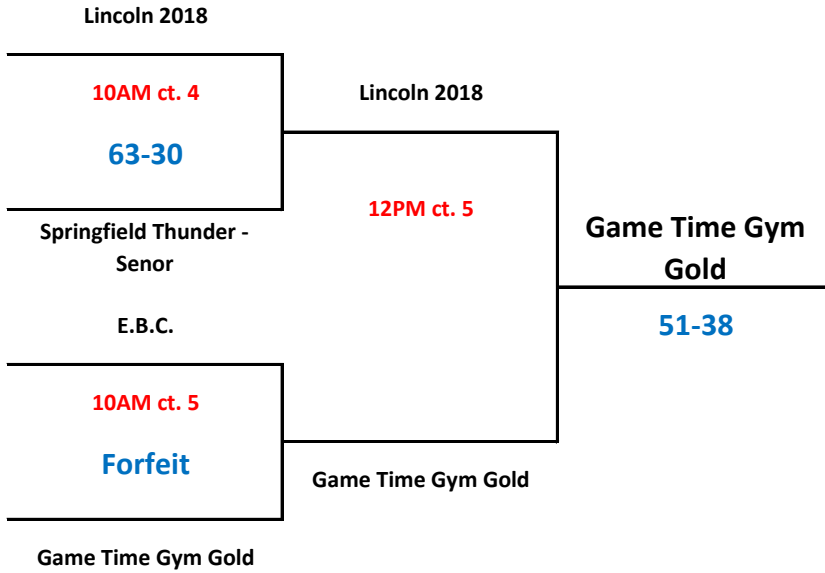 Lincoln 2018
10AM ct. 4
63-30
Springfield Thunder -
Senor
E.B.C.
10AM ct. 5
Forfeit
Game Time Gym Gold
Lincoln 2018
12PM ct. 5
Game Time Gym Gold
Game Time Gym
Gold
51-38